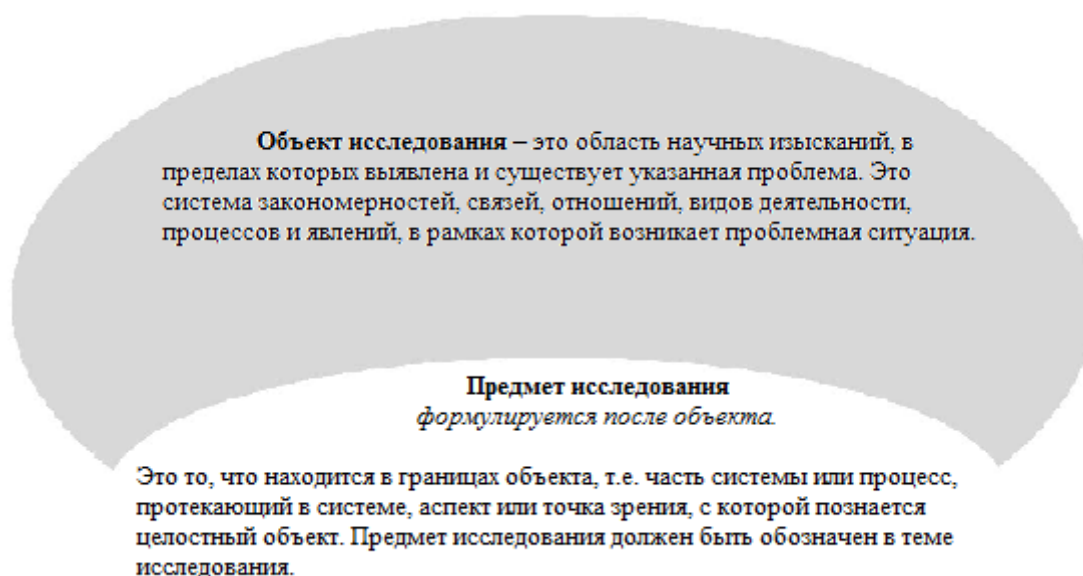 Объект исследования – это область научных изысканий, в
пределах которых выявлена и существует указанная проблема. Это
система закономерностей, связей, отношений, видов деятельности,
процессов и явлений, в рамках которой возникает проблемная ситуация.
Предмет исследования
формулируется после объекта.
Это то, что находится в границах объекта, т.е. часть системы или процесс,
протекающий в системе, аспект или точка зрения, с которой познается
целостный объект. Предмет исследования должен быть обозначен в теме
исследования.